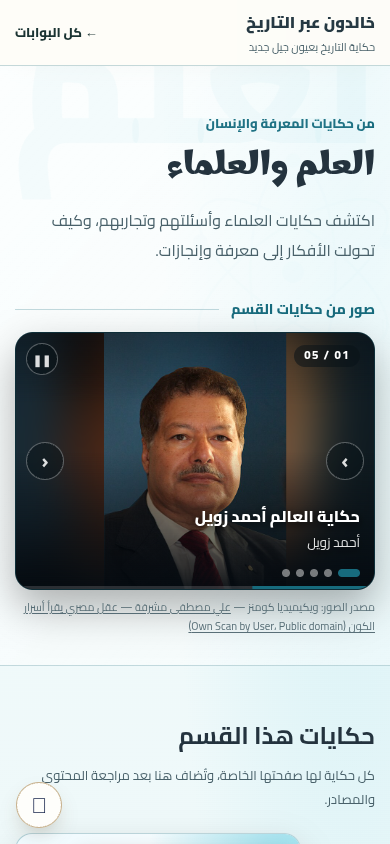 خالدون عبر التاريخ
حكاية التاريخ بعيون جيل جديد
← كل البوابات
من حكايات المعرفة والإنسان
العلم والعلماء
اكتشف حكايات العلماء وأسئلتهم وتجاربهم، وكيف
تحولت الأفكار إلى معرفة وإنجازات.
صور من حكايات القسم
05 / 01
حكاية العالم أحمد زويل
أحمد زويل
مصدر الصور: ويكيميديا كومنز — علي مصطفى مشرفة — عقل مصري يقرأ أسرار
الكون (Own Scan by User، Public domain)
حكايات هذا القسم
كل حكاية لها صفحتها الخاصة، وتُضاف هنا بعد مراجعة المحتوى
والمصادر.